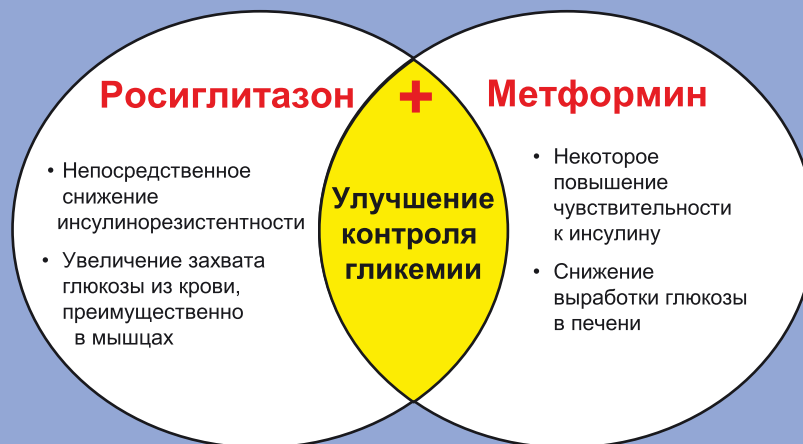 Росиглитазон + Метформин
• Непосредственное
снижение
инсулинорезистентности
• Увеличение захвата
глюкозы из крови,
преимущественно
в мышцах
Улучшение
контроля
гликемии
• Некоторое
повышение
чувствительности
к инсулину
• Снижение
выработки глюкозы
в печени